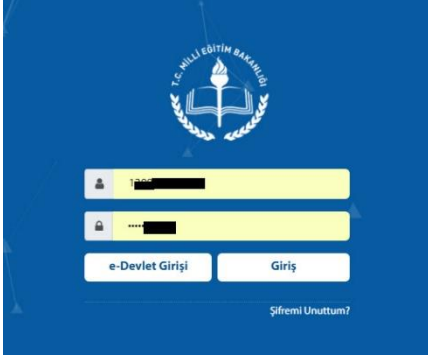 T.C. MİLLİ EĞİTİM BAKANLIĞI
e-Devlet Girişi
Giriş
Şifremi Unuttum?